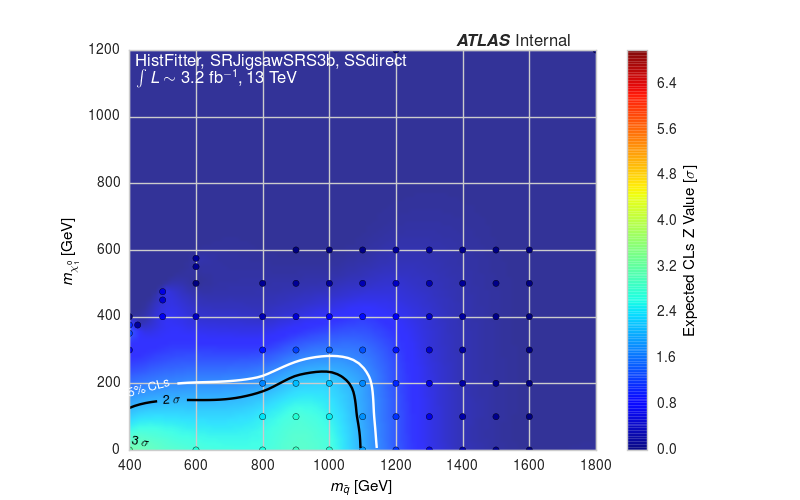 ATLAS Internal
HistFitter, SRJigsawSRS3b, SSdirect
∫ L ∼ 3.2 fb⁻¹, 13 TeV
1200
1000
800
600
400
200
0
m_χ̃₁⁰ [GeV]
5% CLs
2 σ
3 σ
400 600 800 1000 1200 1400 1600 1800
m_q̃ [GeV]
6.4
5.6
4.8
4.0
3.2
2.4
1.6
0.8
0.0
Expected CLs Z Value [σ]